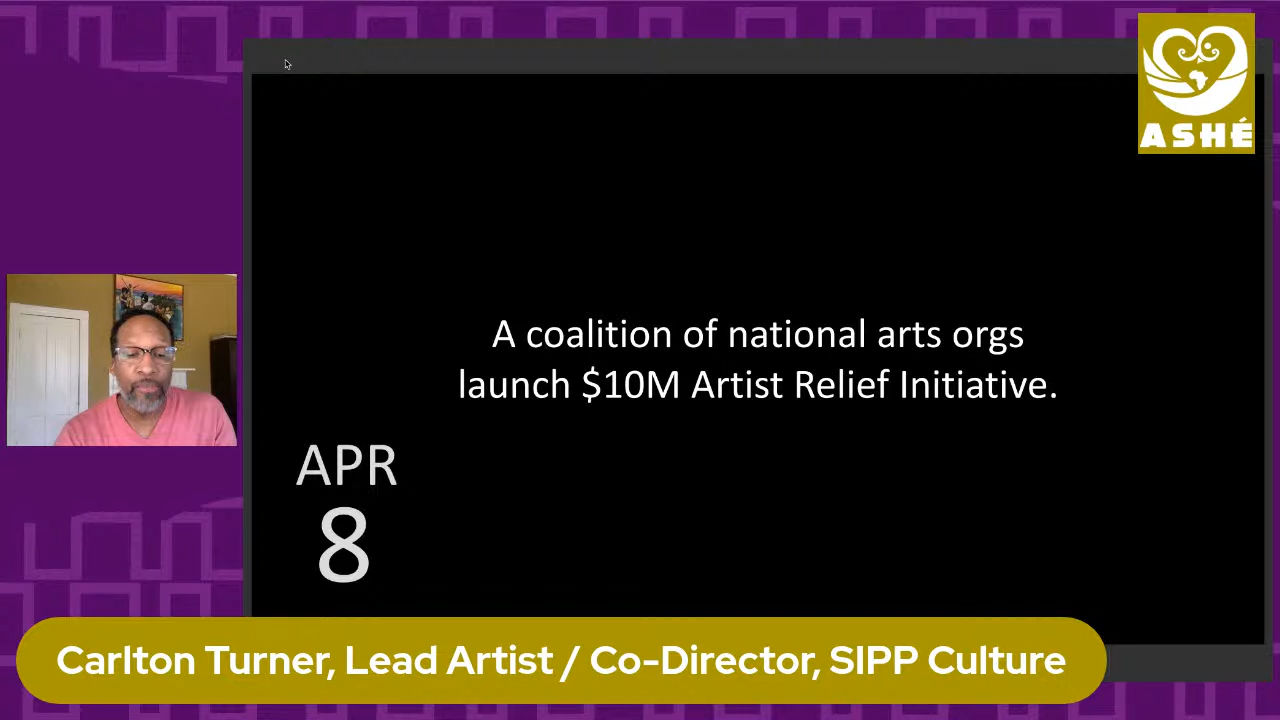 ASHÉ
A coalition of national arts orgs
launch $10M Artist Relief Initiative.
APR
8
Carlton Turner, Lead Artist / Co-Director, SIPP Culture